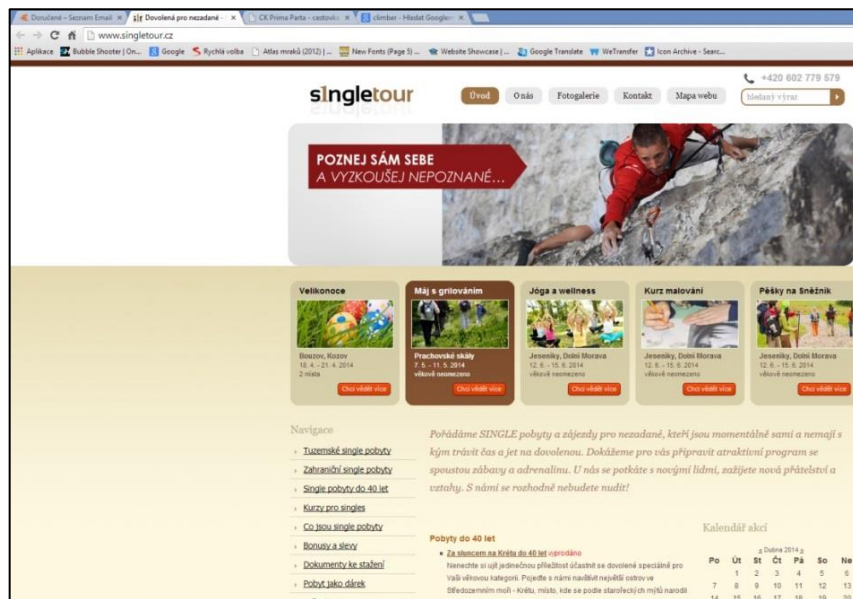 Doručené – Seznam Email
Dovolená pro nezadané -
CK Prima Parta - cestovka
climber - Hledat Googlem
www.singletour.cz
Aplikace
Bubble Shooter | On...
Google
Rychlá volba
Atlas mraků (2012) | ...
New Fonts (Page 5) ...
Website Showcase | ...
Google Translate
WeTransfer
Icon Archive - Searc...
+420 602 779 579
s1ngletour
Úvod
O nás
Fotogalerie
Kontakt
Mapa webu
hledaný výraz
POZNEJ SÁM SEBE
A VYZKOUŠEJ NEPOZNANÉ...
Velikonoce
Bouzov, Kozov
18. 4. - 21. 4. 2014
2 místa
Chci vědět více
Máj s grilováním
Prachovské skály
7. 5. - 11. 5. 2014
věkově neomezeno
Chci vědět více
Jóga a wellness
Jeseníky, Dolní Morava
12. 6. - 15. 6. 2014
věkově neomezeno
Chci vědět více
Kurz malování
Jeseníky, Dolní Morava
12. 6. - 15. 6. 2014
věkově neomezeno
Chci vědět více
Pěšky na Sněžník
Jeseníky, Dolní Morava
12. 6. - 15. 6. 2014
věkově neomezeno
Chci vědět více
Navigace
Tuzemské single pobyty
Zahraniční single pobyty
Single pobyty do 40 let
Kurzy pro singles
Co jsou single pobyty
Bonusy a slevy
Dokumenty ke stažení
Pobyt jako dárek
Pořádáme SINGLE pobyty a zájezdy pro nezadané, kteří jsou momentálně sami a nemají s
kým trávit čas a jet na dovolenou. Dokážeme pro vás připravit atraktivní program se
spoustou zábavy a adrenalinu. U nás se potkáte s novými lidmi, zažijete nová přátelství a
vztahy. S námi se rozhodně nebudete nudit!
Pobyty do 40 let
Za sluncem na Krétu do 40 let vyprodáno
Nenechte si ujít jedinečnou příležitost účastnit se dovolené speciálně pro
Vaši věkovou kategorii. Pojeďte s námi navštívit největší ostrov ve
Středozemním moři - Krétu, místo, kde se podle starořeckých mýtů narodil
Kalendář akcí
« Dubna 2014 »
Po Út St Čt Pá So Ne
1 2 3 4 5 6
7 8 9 10 11 12 13
14 15 16 17 18 19 20